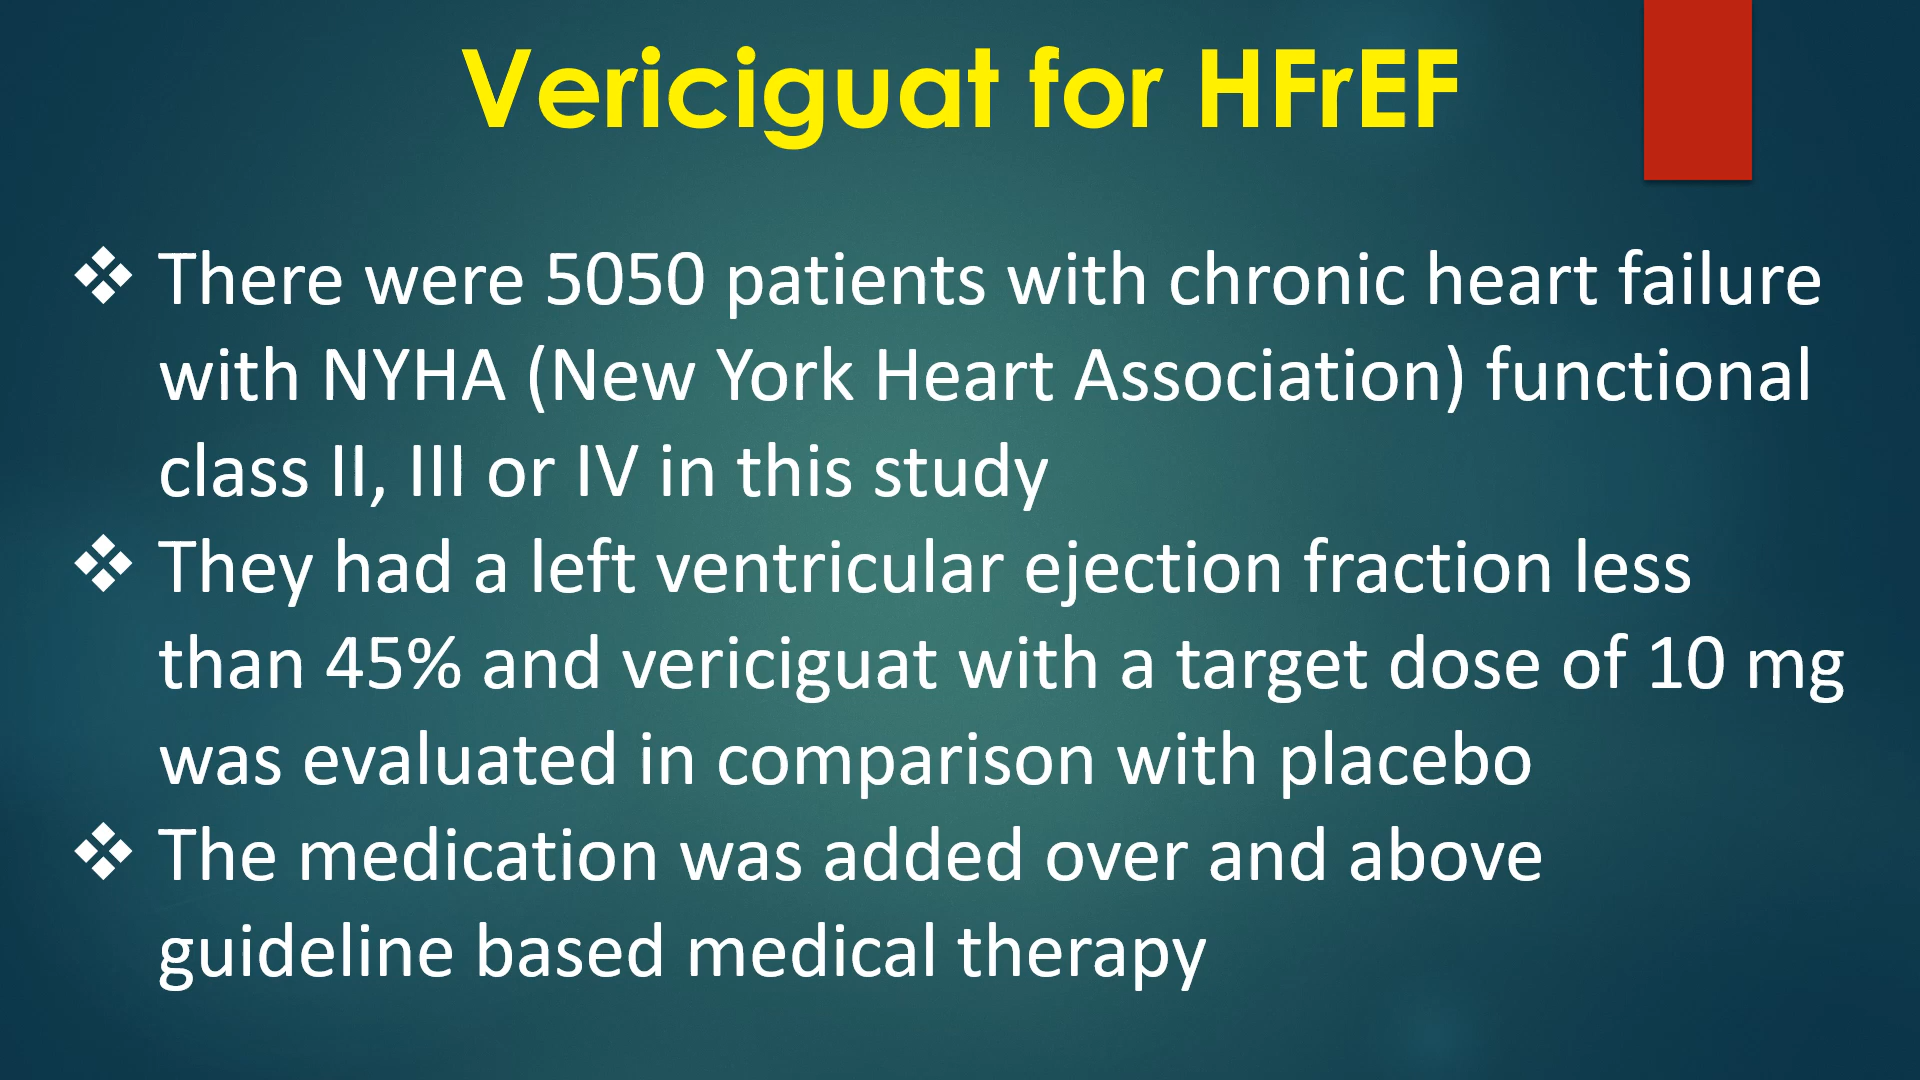 Vericiguat for HFrEF
❖ There were 5050 patients with chronic heart failure
with NYHA (New York Heart Association) functional
class II, III or IV in this study
❖ They had a left ventricular ejection fraction less
than 45% and vericiguat with a target dose of 10 mg
was evaluated in comparison with placebo
❖ The medication was added over and above
guideline based medical therapy